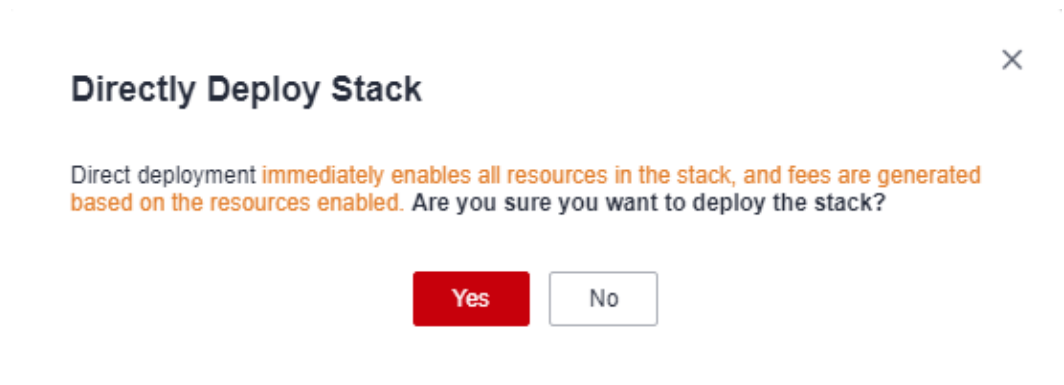 Directly Deploy Stack
Direct deployment immediately enables all resources in the stack, and fees are generated
based on the resources enabled. Are you sure you want to deploy the stack?
Yes
No